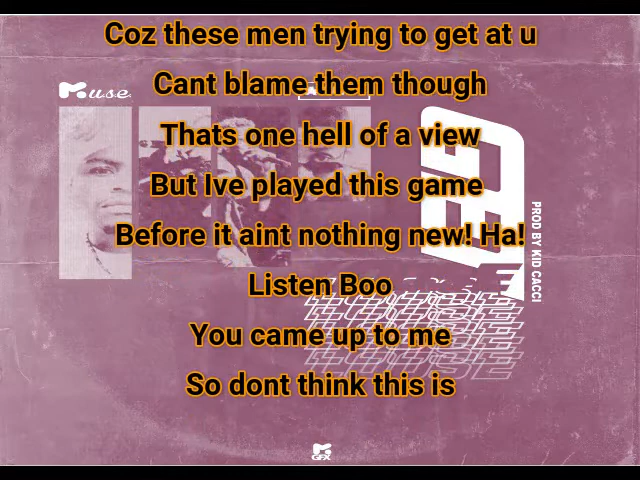 Coz these men trying to get at u
Cant blame them though
muse
Thats one hell of a view
But Ive played this game
Before it aint nothing new! Ha!
PROD BY KID CACCI
Listen Boo
You came up to me
So dont think this is
GFX